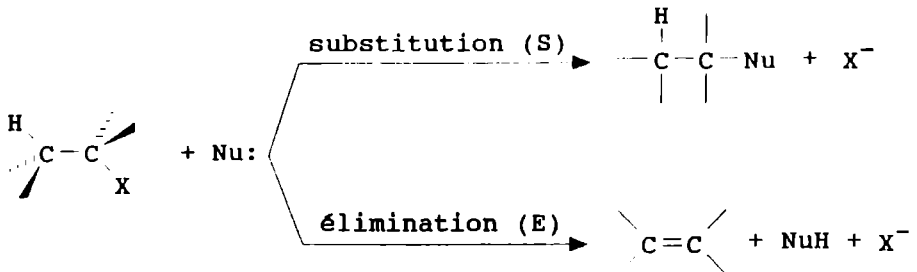 substitution (S)
H
C-C-Nu + X⁻
H
C-C
X
+ Nu:
élimination (E)
C=C + NuH + X⁻